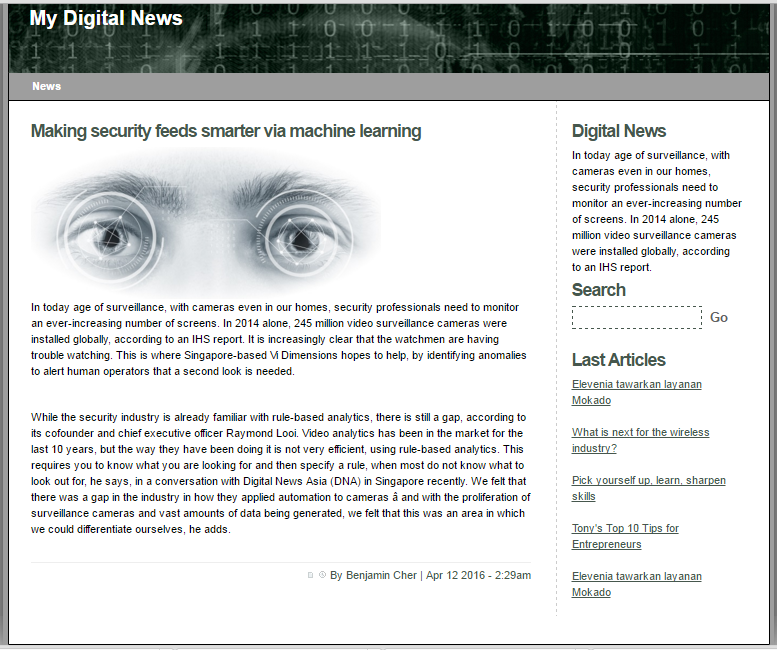 My Digital News
News
Making security feeds smarter via machine learning
In today age of surveillance, with cameras even in our homes, security professionals need to monitor
an ever-increasing number of screens. In 2014 alone, 245 million video surveillance cameras were
installed globally, according to an IHS report. It is increasingly clear that the watchmen are having
trouble watching. This is where Singapore-based Vi Dimensions hopes to help, by identifying anomalies
to alert human operators that a second look is needed.
While the security industry is already familiar with rule-based analytics, there is still a gap, according to
its cofounder and chief executive officer Raymond Looi. Video analytics has been in the market for the
last 10 years, but the way they have been doing it is not very efficient, using rule-based analytics. This
requires you to know what you are looking for and then specify a rule, when most do not know what to
look out for, he says, in a conversation with Digital News Asia (DNA) in Singapore recently. We felt that
there was a gap in the industry in how they applied automation to cameras â and with the proliferation of
surveillance cameras and vast amounts of data being generated, we felt that this was an area in which
we could differentiate ourselves, he adds.
By Benjamin Cher | Apr 12 2016 - 2:29am
Digital News
In today age of surveillance, with
cameras even in our homes,
security professionals need to
monitor an ever-increasing number
of screens. In 2014 alone, 245
million video surveillance cameras
were installed globally, according
to an IHS report.
Search
Go
Last Articles
Elevenia tawarkan layanan
Mokado
What is next for the wireless
industry?
Pick yourself up, learn, sharpen
skills
Tony's Top 10 Tips for
Entrepreneurs
Elevenia tawarkan layanan
Mokado